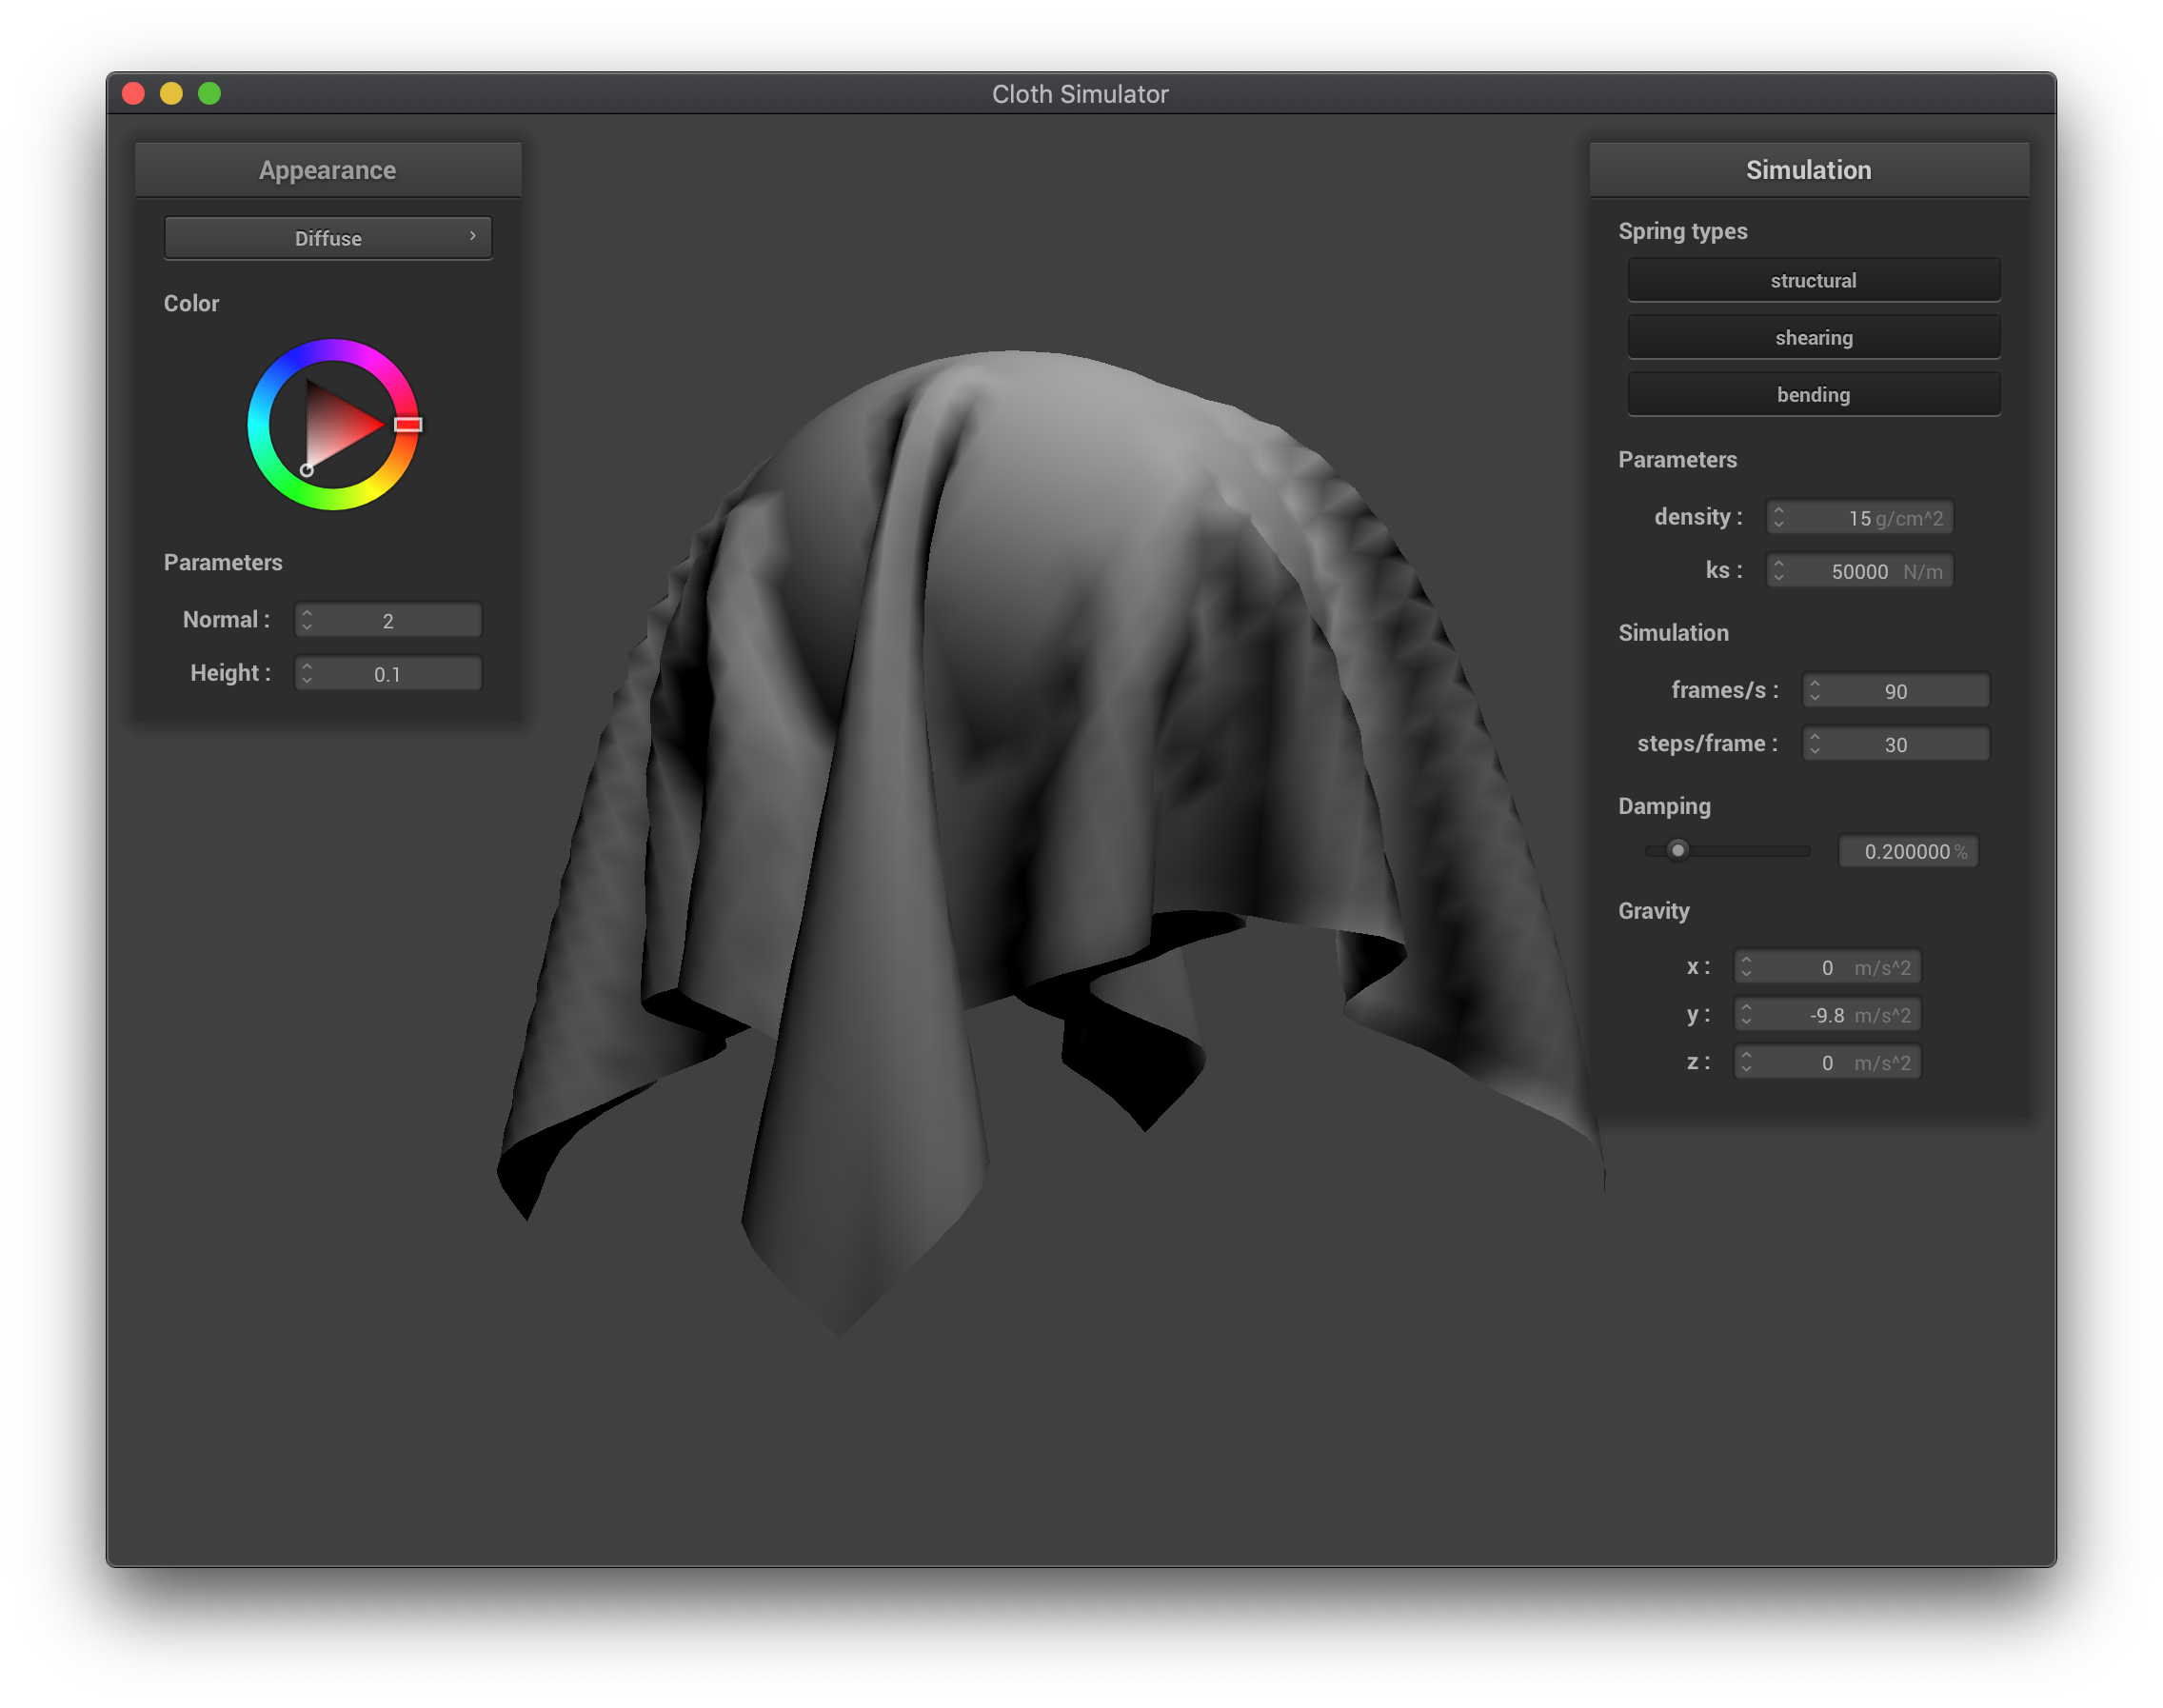 Cloth Simulator
Appearance
Diffuse
Color
Parameters
Normal : 2
Height : 0.1
Simulation
Spring types
structural
shearing
bending
Parameters
density : 15 g/cm^2
ks : 50000 N/m
Simulation
frames/s : 90
steps/frame : 30
Damping
0.200000 %
Gravity
x : 0 m/s^2
y : -9.8 m/s^2
z : 0 m/s^2